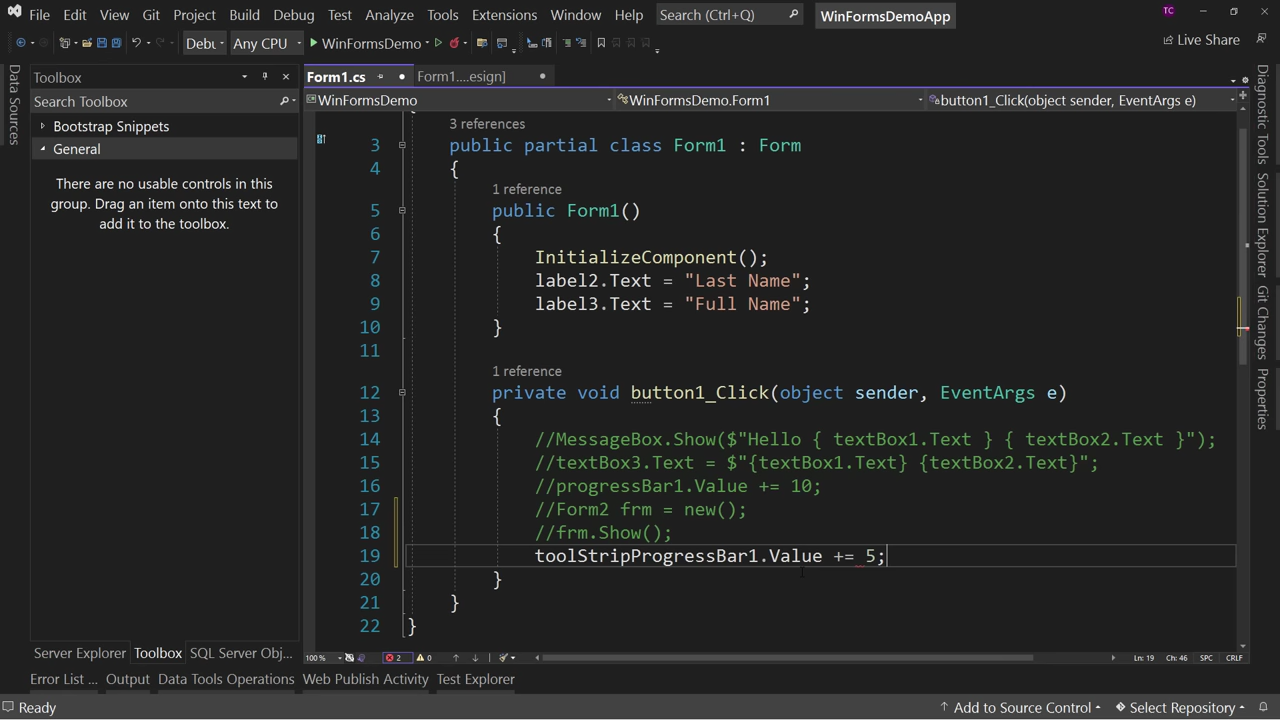 File Edit View Git Project Build Debug Test Analyze Tools Extensions Window Help Search (Ctrl+Q) WinFormsDemoApp TC
Debu Any CPU WinFormsDemo Live Share
Data Sources
Toolbox
Search Toolbox
Bootstrap Snippets
General
There are no usable controls in this
group. Drag an item onto this text to
add it to the toolbox.
Form1.cs Form1....esign]
WinFormsDemo WinFormsDemo.Form1 button1_Click(object sender, EventArgs e)
3 references
3 public partial class Form1 : Form
4 {
1 reference
5 public Form1()
6 {
7 InitializeComponent();
8 label2.Text = "Last Name";
9 label3.Text = "Full Name";
10 }
11
1 reference
12 private void button1_Click(object sender, EventArgs e)
13 {
14 //MessageBox.Show($"Hello { textBox1.Text } { textBox2.Text }");
15 //textBox3.Text = $"{textBox1.Text} {textBox2.Text}";
16 //progressBar1.Value += 10;
17 //Form2 frm = new();
18 //frm.Show();
19 toolStripProgressBar1.Value += 5;
20 }
21 }
22 }
Diagnostic Tools
Solution Explorer
Git Changes
Properties
Server Explorer Toolbox SQL Server Obj...
100% 2 0 Ln: 19 Ch: 46 SPC CRLF
Error List ... Output Data Tools Operations Web Publish Activity Test Explorer
Ready Add to Source Control Select Repository